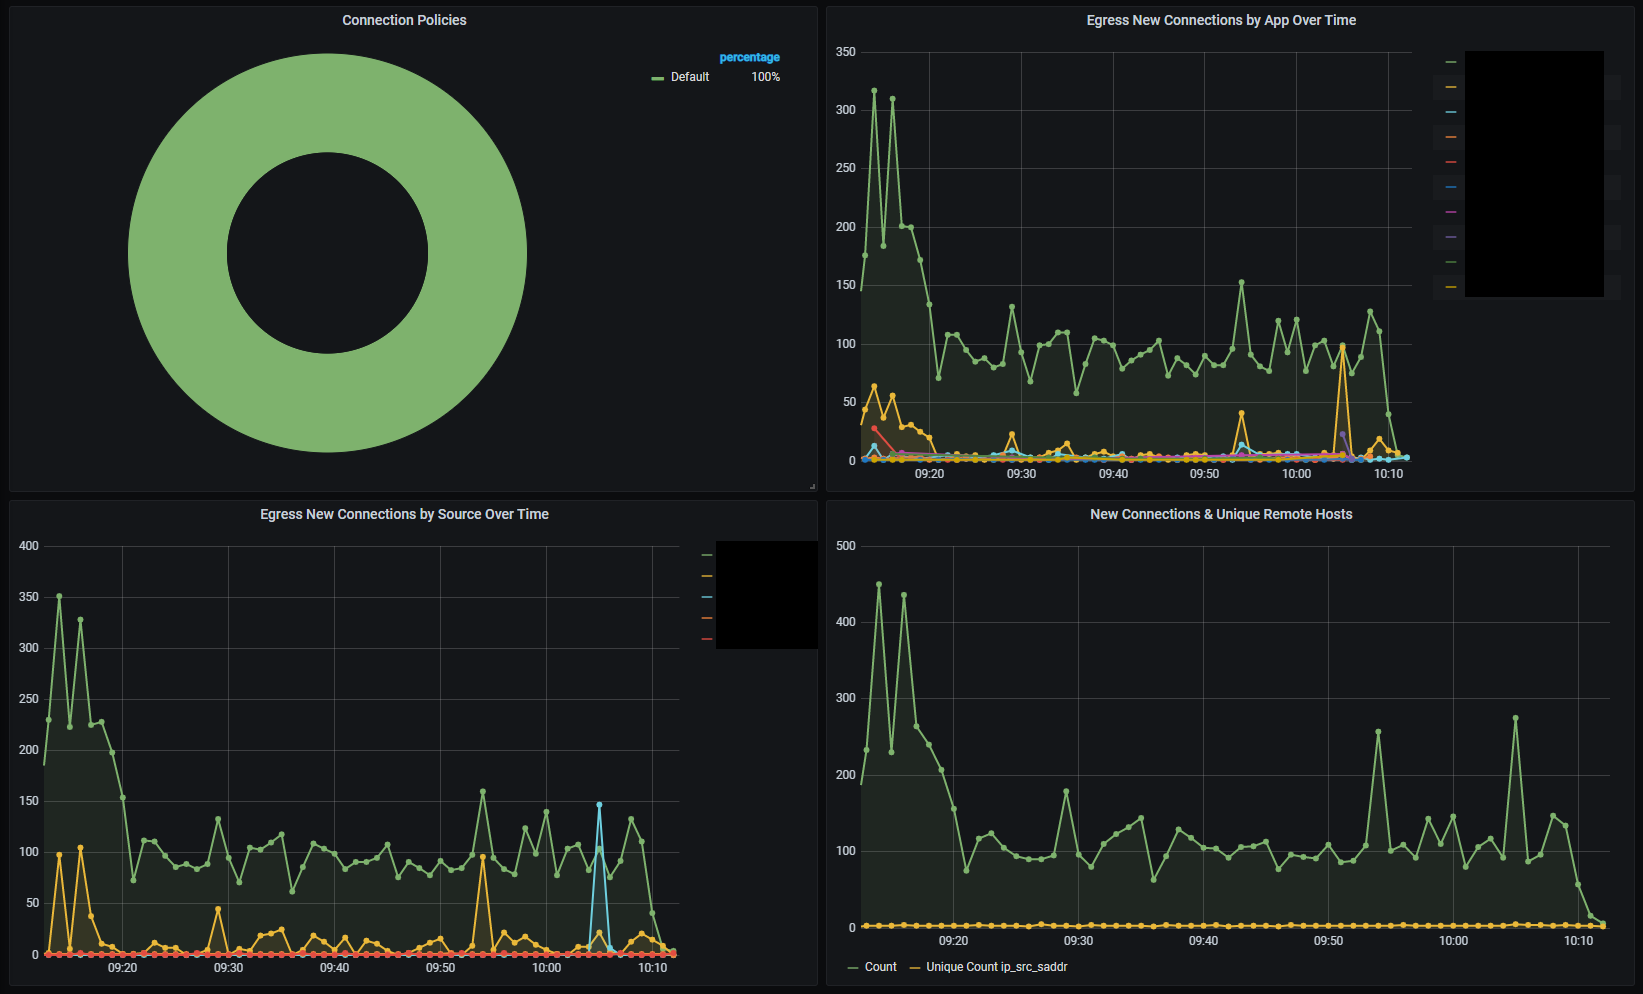 Connection Policies
percentage
Default 100%
Egress New Connections by App Over Time
350
300
250
200
150
100
50
0
09:20 09:30 09:40 09:50 10:00 10:10
Egress New Connections by Source Over Time
400
350
300
250
200
150
100
50
0
09:20 09:30 09:40 09:50 10:00 10:10
New Connections & Unique Remote Hosts
500
400
300
200
100
0
09:20 09:30 09:40 09:50 10:00 10:10
Count Unique Count ip_src_saddr